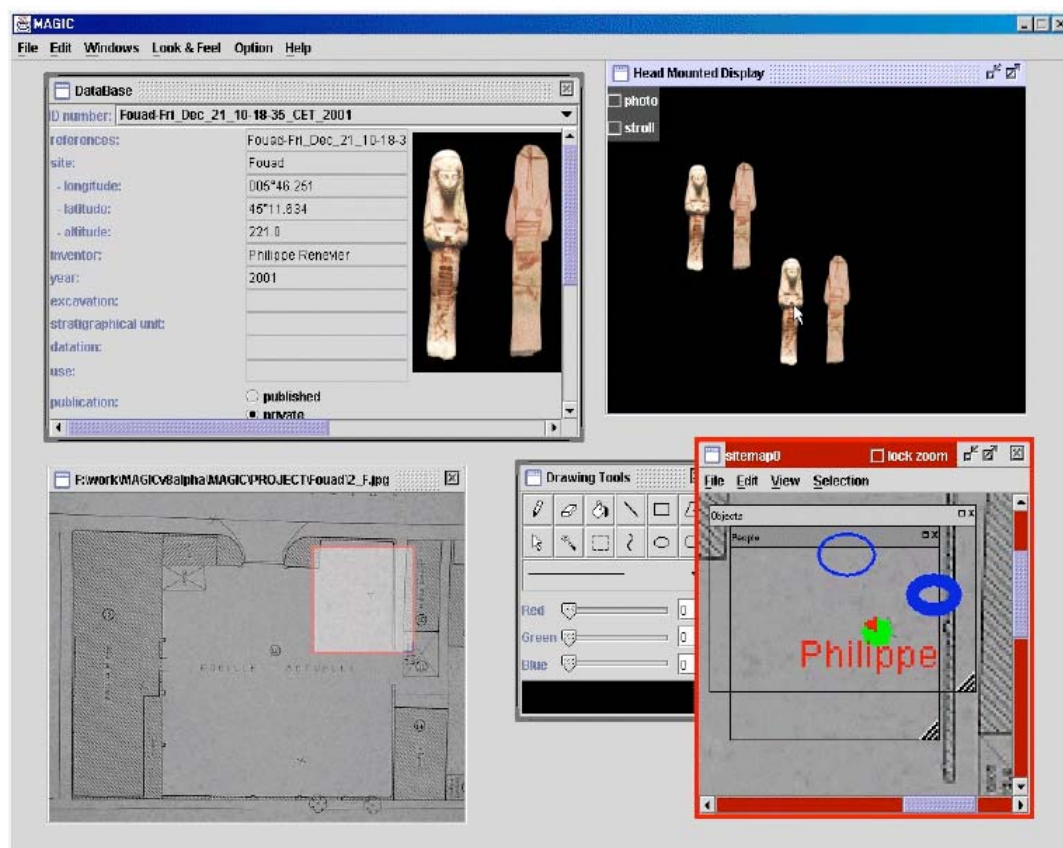 MAGIC
File Edit Windows Look & Feel Option Help
DataBase
ID number: Fouad-Fri_Dec_21_10-18-35_CET_2001
references: Fouad-Fri_Dec_21_10-18-3
site: Fouad
- longitude: 005°46.251
- latitude: 45°11.634
- altitude: 221.0
inventor: Philippe Renevier
year: 2001
excavation:
stratigraphical unit:
datation:
use:
publication: published
private
Head Mounted Display
photo
stroll
F:\work\MAGICv8alpha\MAGIC\PROJECT\Fouad\2_F.jpg
Drawing Tools
Red 0
Green 0
Blue 0
sitemap0 lock zoom
File Edit View Selection
Objects
People
Philippe